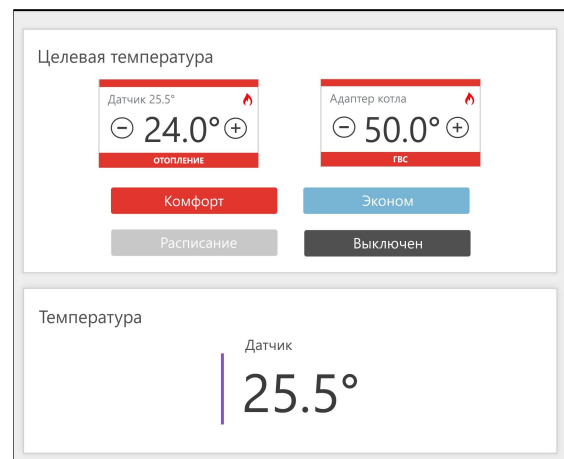 Целевая температура
Датчик 25.5°
Адаптер котла
24.0°
50.0°
ОТОПЛЕНИЕ
ГВС
Комфорт
Эконом
Расписание
Выключен
Температура
Датчик
25.5°